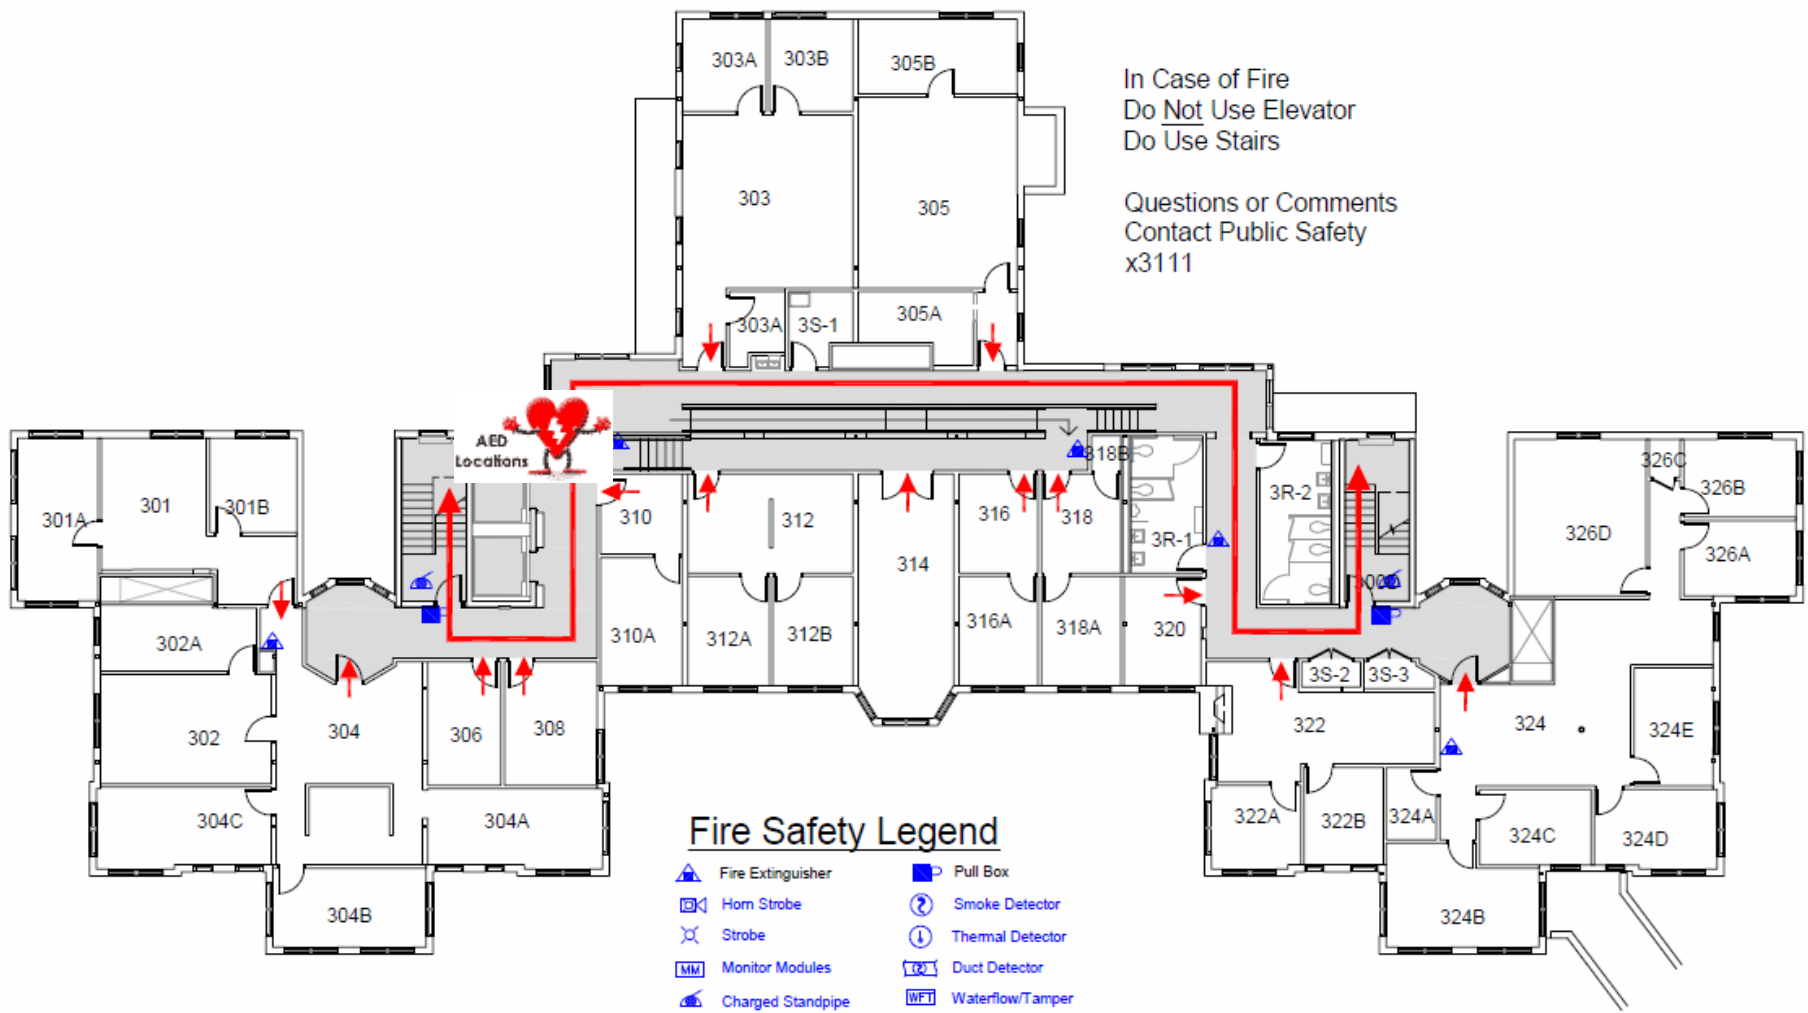 303A
303B
305B
In Case of Fire
Do Not Use Elevator
Do Use Stairs
303
305
Questions or Comments
Contact Public Safety
x3111
303A
3S-1
305A
AED
Locations
318B
301A
301
301B
310
312
314
316
318
3R-1
3R-2
326C
326B
326D
326A
302A
310A
312A
312B
316A
318A
320
302
304
306
308
3S-2
3S-3
322
324
324E
304C
304A
322A
322B
324A
324C
324D
304B
324B
Fire Safety Legend
Fire Extinguisher
Pull Box
Horn Strobe
Smoke Detector
Strobe
Thermal Detector
MM
Monitor Modules
Duct Detector
Charged Standpipe
WFT
Waterflow/Tamper